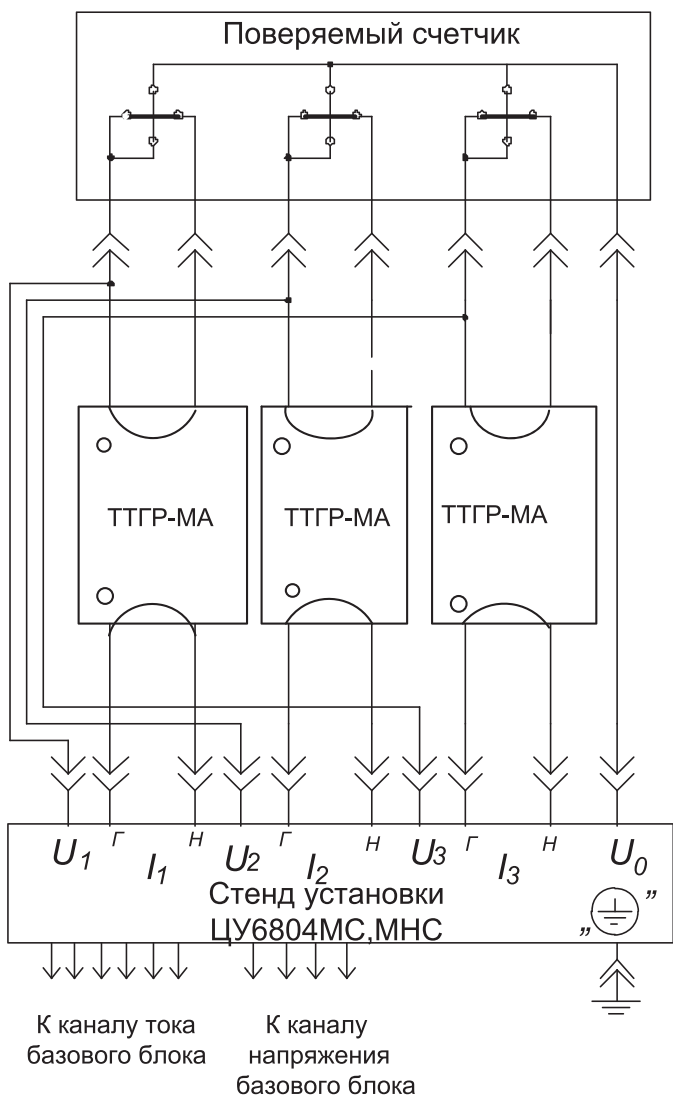 Поверяемый счетчик
ТТГР-МА
ТТГР-МА
ТТГР-МА
U1 Г I1 Н U2 Г I2 Н U3 Г I3 Н U0
Стенд установки
ЦУ6804МС,МНС
„ ”
К каналу тока
базового блока
К каналу
напряжения
базового блока